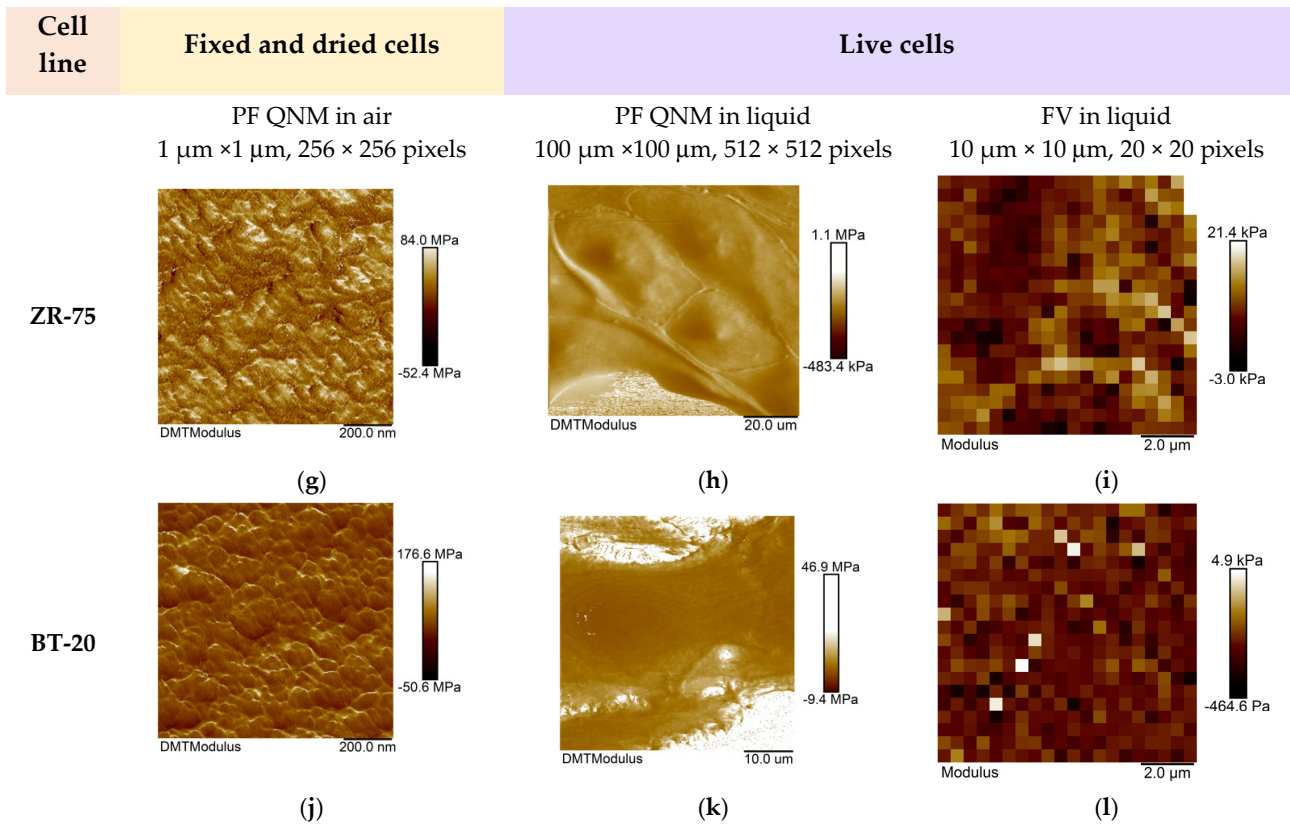 Cell line
Fixed and dried cells
Live cells
PF QNM in air
1 µm ×1 µm, 256 × 256 pixels
PF QNM in liquid
100 µm ×100 µm, 512 × 512 pixels
FV in liquid
10 µm × 10 µm, 20 × 20 pixels
ZR-75
84.0 MPa
-52.4 MPa
DMTModulus
200.0 nm
(g)
1.1 MPa
-483.4 kPa
DMTModulus
20.0 um
(h)
21.4 kPa
-3.0 kPa
Modulus
2.0 µm
(i)
BT-20
176.6 MPa
-50.6 MPa
DMTModulus
200.0 nm
(j)
46.9 MPa
-9.4 MPa
DMTModulus
10.0 um
(k)
4.9 kPa
-464.6 Pa
Modulus
2.0 µm
(l)